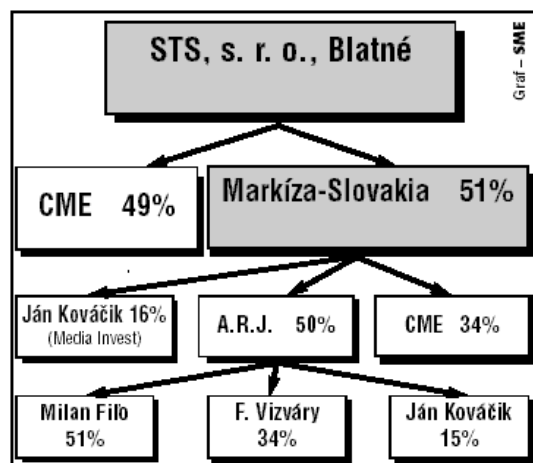 STS, s. r. o., Blatné
Graf – SME
CME 49%
Markíza-Slovakia 51%
Ján Kováčik 16%
(Media Invest)
A.R.J. 50%
CME 34%
Milan Fiľo
51%
F. Vizváry
34%
Ján Kováčik
15%